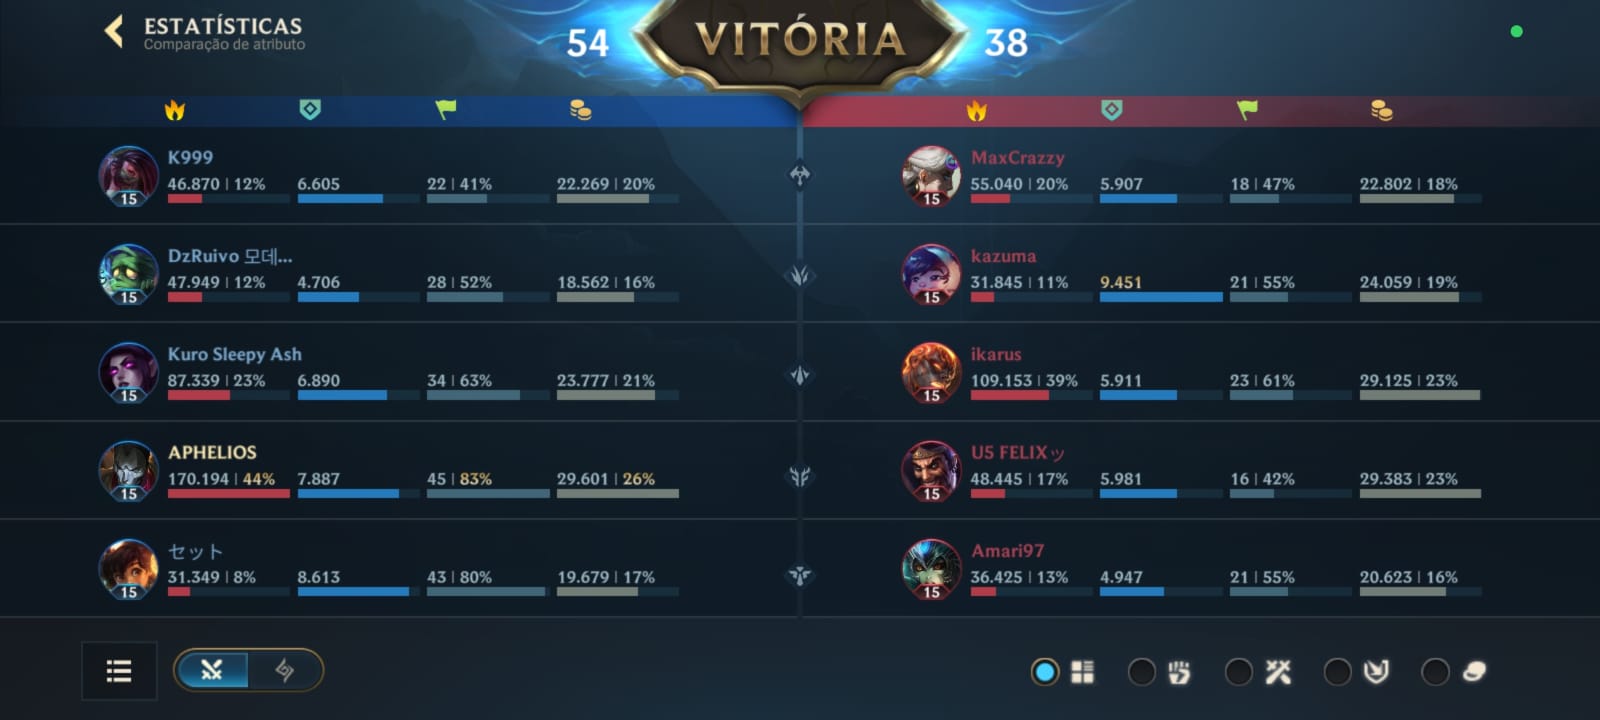 ESTATÍSTICAS
Comparação de atributo
54 VITÓRIA 38
K999
46.870 | 12% 6.605 22 | 41% 22.269 | 20%
15
MaxCrazzy
55.040 | 20% 5.907 18 | 47% 22.802 | 18%
15
DzRuivo 모데...
47.949 | 12% 4.706 28 | 52% 18.562 | 16%
15
kazuma
31.845 | 11% 9.451 21 | 55% 24.059 | 19%
15
Kuro Sleepy Ash
87.339 | 23% 6.890 34 | 63% 23.777 | 21%
15
ikarus
109.153 | 39% 5.911 23 | 61% 29.125 | 23%
15
APHELIOS
170.194 | 44% 7.887 45 | 83% 29.601 | 26%
15
U5 FELIXッ
48.445 | 17% 5.981 16 | 42% 29.383 | 23%
15
セット
31.349 | 8% 8.613 43 | 80% 19.679 | 17%
15
Amari97
36.425 | 13% 4.947 21 | 55% 20.623 | 16%
15